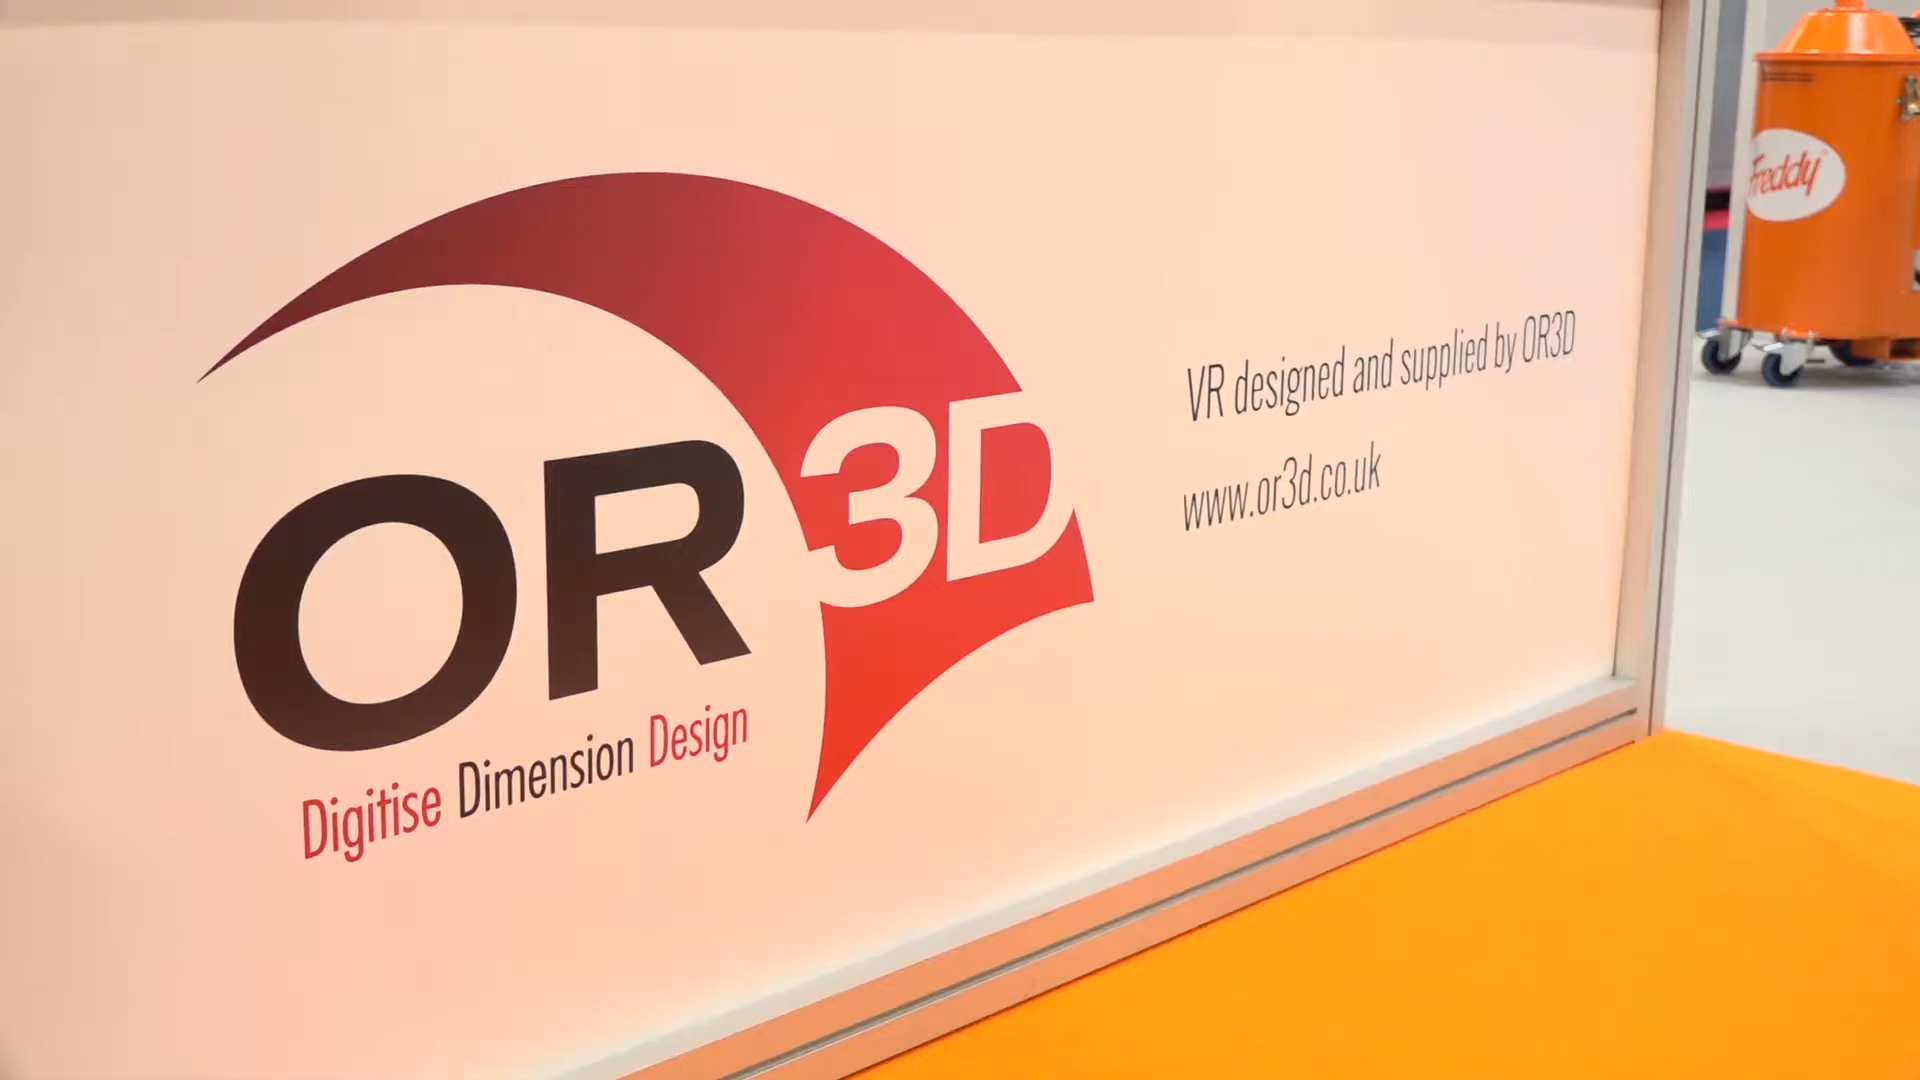 OR3D
Digitise Dimension Design
VR designed and supplied by OR3D
www.or3d.co.uk
Freddy